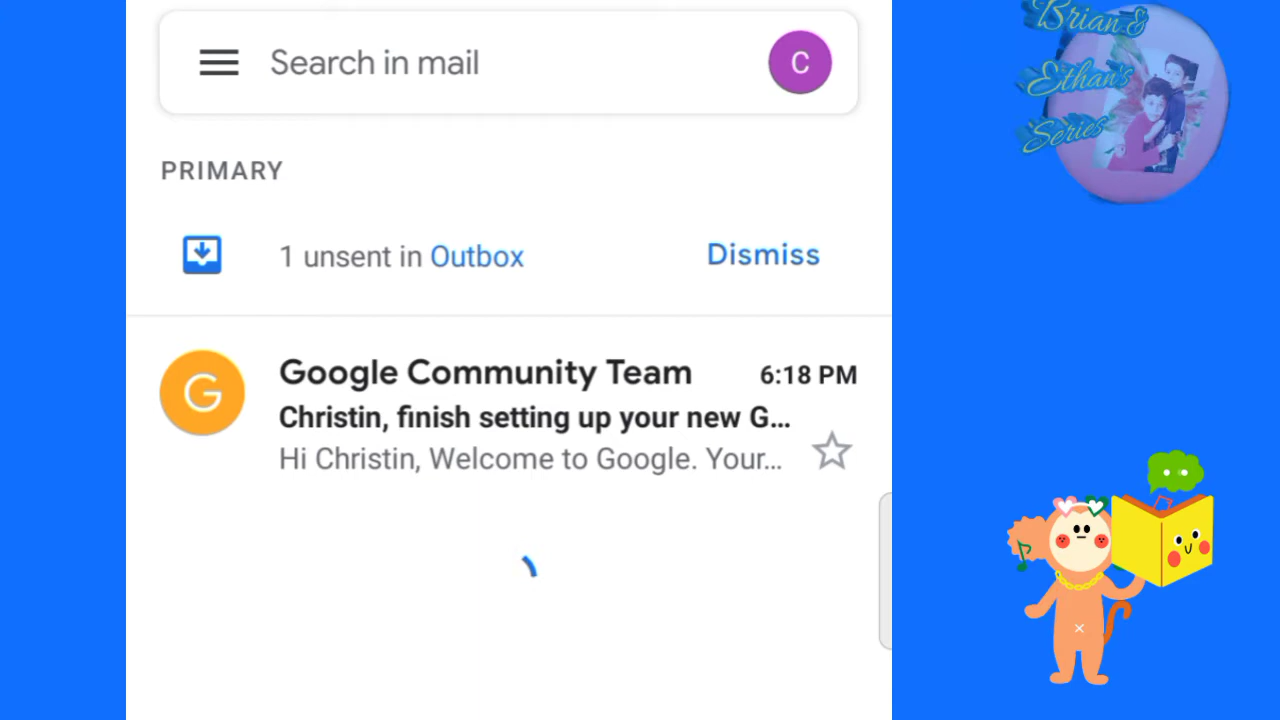 Search in mail
C
PRIMARY
1 unsent in Outbox
Dismiss
G
Google Community Team
6:18 PM
Christin, finish setting up your new G...
Hi Christin, Welcome to Google. Your...
Brian &
Ethan's
Series